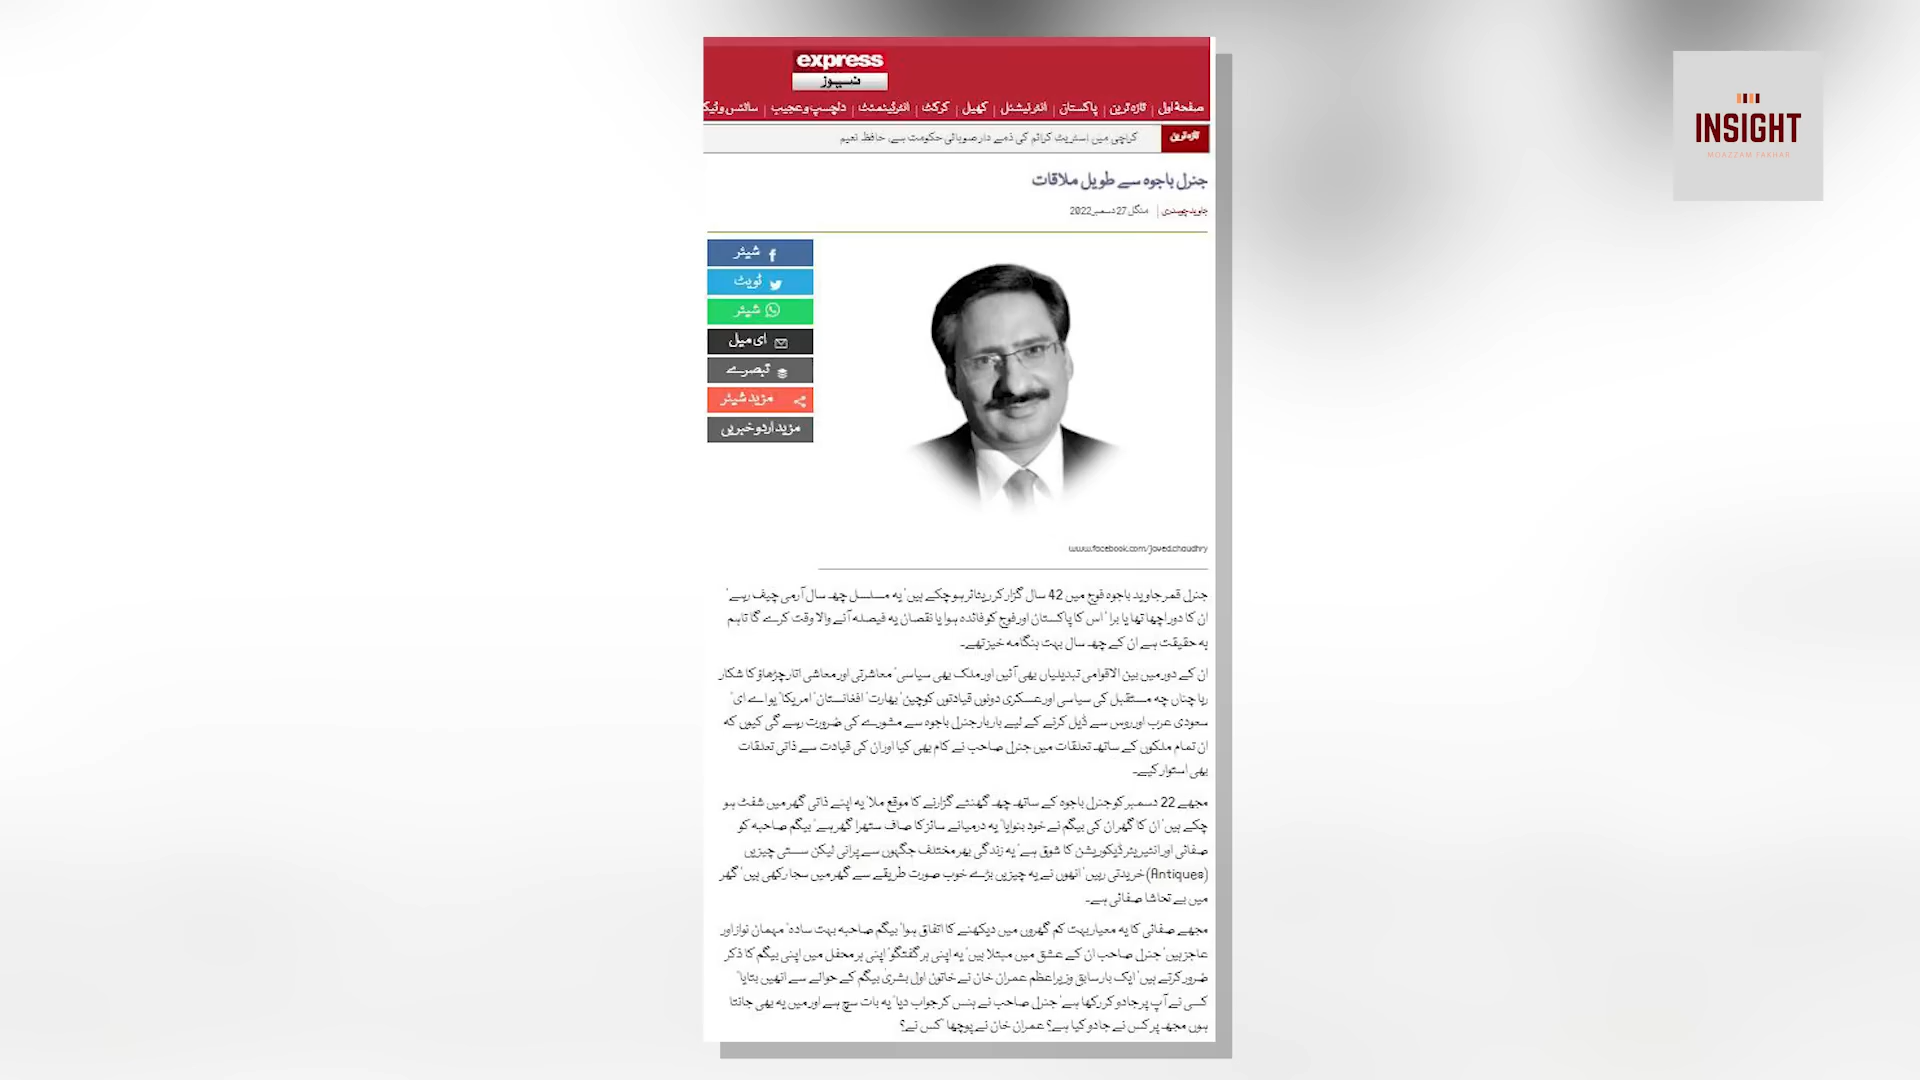 express
نیوز
صفحۂ اول | تازہ ترین | پاکستان | انٹرنیشنل | کھیل | کرکٹ | انٹرٹینمنٹ | دلچسپ و عجیب | سائنس و ٹیک
تازہ ترین
کراچی میں اسٹریٹ کرائم کی ذمے دار صوبائی حکومت ہے، حافظ نعیم
INSIGHT
MOAZZAM FAKHAR
جنرل باجوہ سے طویل ملاقات
جاوید چوہدری | منگل 27 دسمبر 2022
شیئر
ٹویٹ
شیئر
ای میل
تبصرے
مزید شیئر
مزید اردو خبریں
www.facebook.com/javed.chaudhry
جنرل قمر جاوید باجوہ فوج میں 42 سال گزار کر ریٹائر ہو چکے ہیں‘ یہ مسلسل چھ سال آرمی چیف رہے‘
ان کا دور اچھا تھا یا برا‘ اس کا پاکستان اور فوج کو فائدہ ہوا یا نقصان یہ فیصلہ آنے والا وقت کرے گا تاہم
یہ حقیقت ہے ان کے چھ سال بہت ہنگامہ خیز تھے۔
ان کے دور میں بین الاقوامی تبدیلیاں بھی آئیں اور ملک بھی سیاسی‘ معاشرتی اور معاشی اتار چڑھاؤ کا شکار
رہا چناں چہ مستقبل کی سیاسی اور عسکری دونوں قیادتوں کو چین‘ بھارت‘ افغانستان‘ امریکا‘ یو اے ای‘
سعودی عرب اور روس سے ڈیل کرنے کے لیے بار بار جنرل باجوہ سے مشورے کی ضرورت رہے گی کیوں کہ
ان تمام ملکوں کے ساتھ تعلقات میں جنرل صاحب نے کام بھی کیا اور ان کی قیادت سے ذاتی تعلقات
بھی استوار کیے۔
مجھے 22 دسمبر کو جنرل باجوہ کے ساتھ چھ گھنٹے گزارنے کا موقع ملا‘ یہ اپنے ذاتی گھر میں شفٹ ہو
چکے ہیں‘ ان کا گھر ان کی بیگم نے خود بنوایا‘ یہ درمیانے سائز کا صاف ستھرا گھر ہے‘ بیگم صاحبہ کو
صفائی اور انٹیریئر ڈیکوریشن کا شوق ہے‘ یہ زندگی بھر مختلف جگہوں سے پرانی لیکن سستی چیزیں
(Antiques) خریدتی رہیں‘ انھوں نے یہ چیزیں بڑے خوب صورت طریقے سے گھر میں سجا رکھی ہیں‘ گھر
میں بے تحاشا صفائی ہے۔
مجھے صفائی کا یہ معیار بہت کم گھروں میں دیکھنے کا اتفاق ہوا‘ بیگم صاحبہ بہت سادہ‘ مہمان نواز اور
عاجز ہیں‘ جنرل صاحب ان کے عشق میں مبتلا ہیں‘ یہ اپنی ہر گفتگو‘ اپنی ہر محفل میں اپنی بیگم کا ذکر
ضرور کرتے ہیں‘ ایک بار سابق وزیراعظم عمران خان نے خاتون اول بشریٰ بیگم کے حوالے سے انھیں بتایا‘
کسی نے آپ پر جادو کر رکھا ہے‘ جنرل صاحب نے ہنس کر جواب دیا‘ یہ بات سچ ہے اور میں یہ بھی جانتا
ہوں مجھ پر کس نے جادو کیا ہے؟ عمران خان نے پوچھا ’’کس نے؟